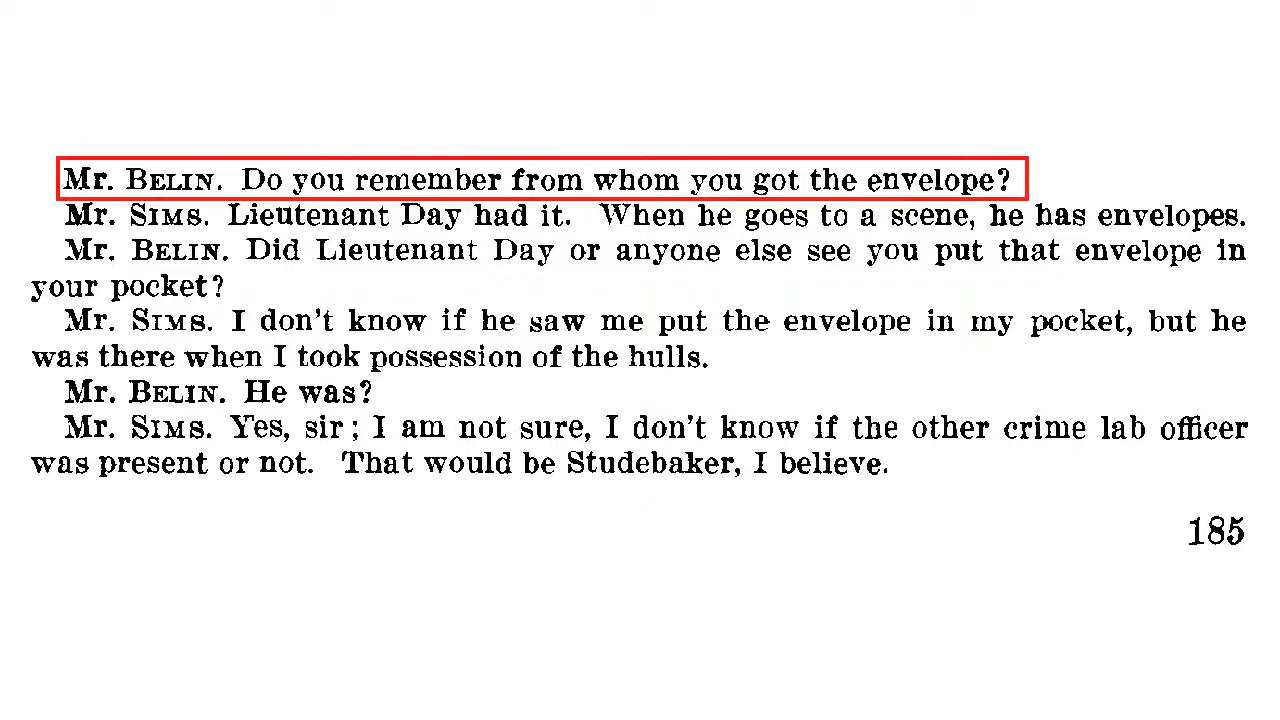 Mr. BELIN. Do you remember from whom you got the envelope?
Mr. SIMS. Lieutenant Day had it. When he goes to a scene, he has envelopes.
Mr. BELIN. Did Lieutenant Day or anyone else see you put that envelope in
your pocket?
Mr. SIMS. I don't know if he saw me put the envelope in my pocket, but he
was there when I took possession of the hulls.
Mr. BELIN. He was?
Mr. SIMS. Yes, sir; I am not sure, I don't know if the other crime lab officer
was present or not. That would be Studebaker, I believe.
185